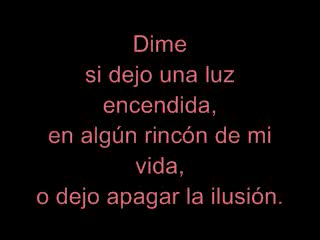 Dime
si dejo una luz
encendida,
en algún rincón de mi
vida,
o dejo apagar la ilusión.